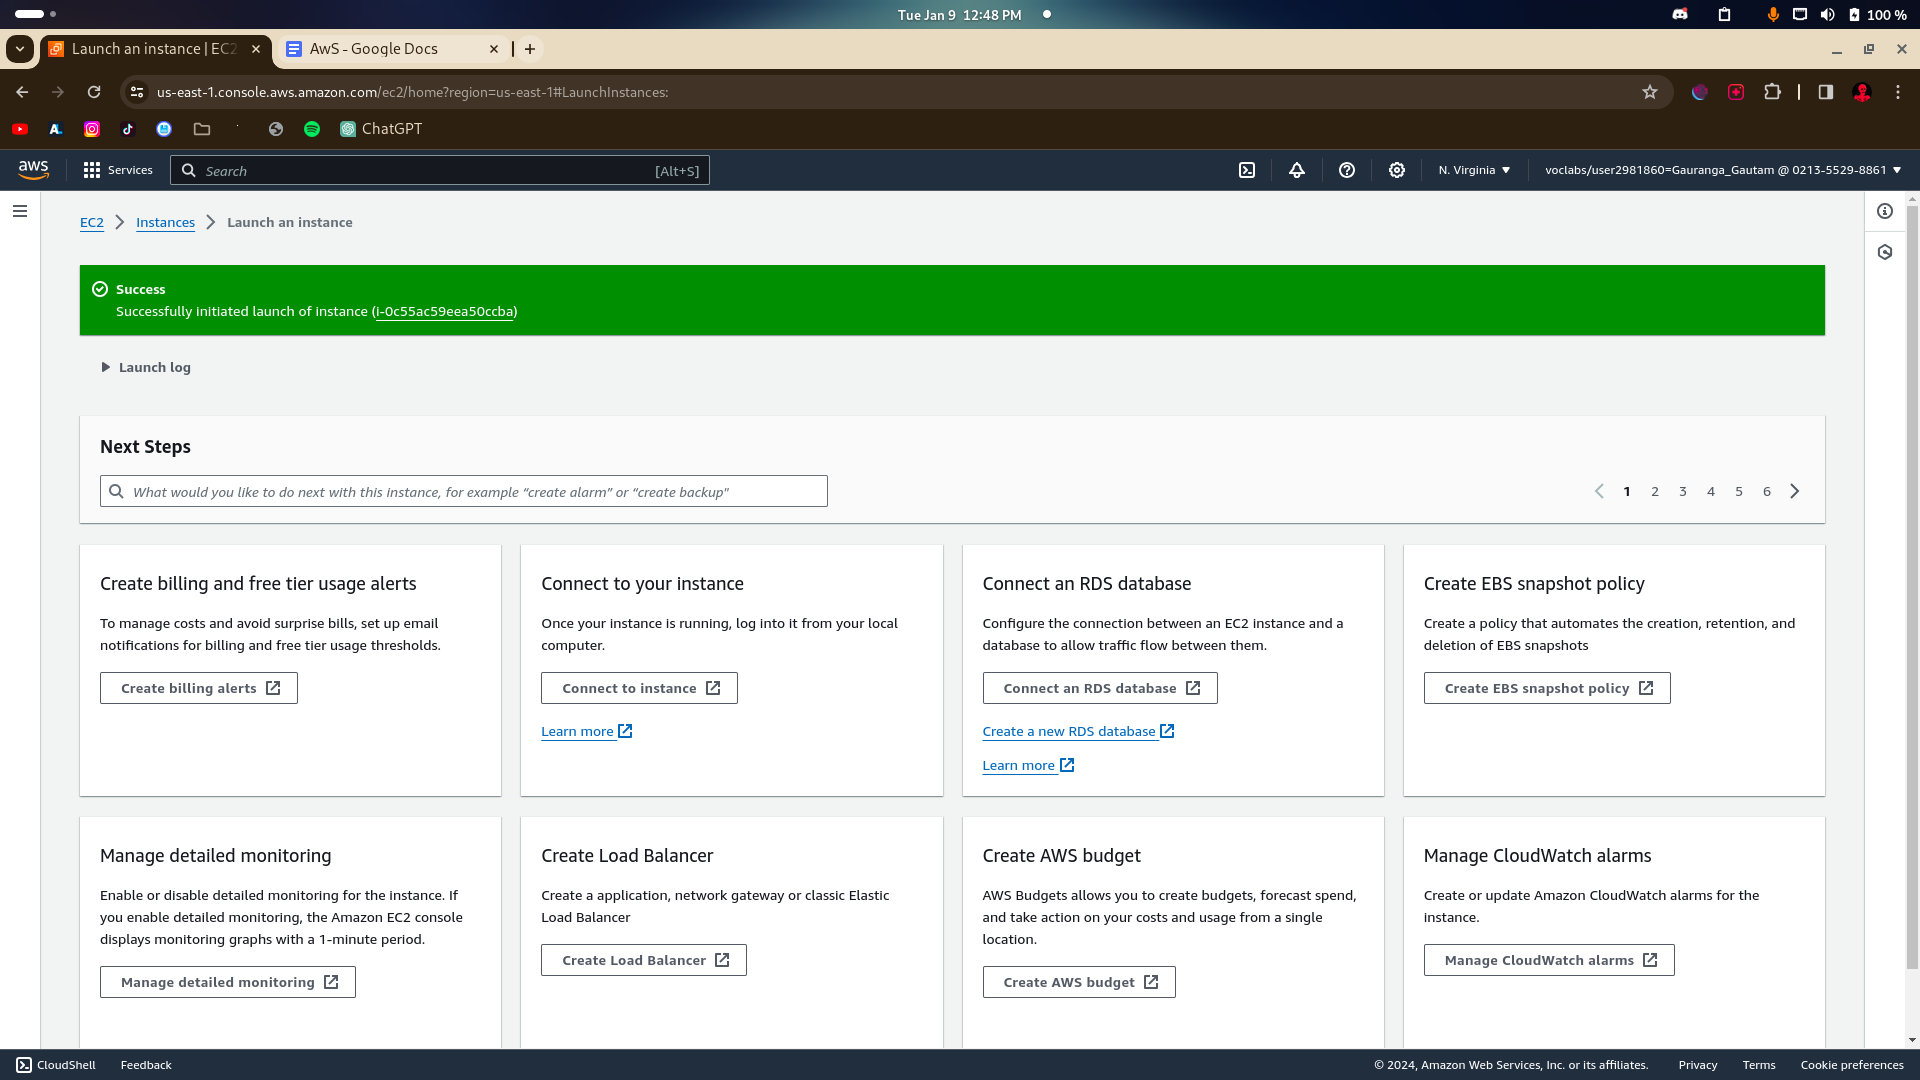 Tue Jan 9 12:48 PM
100 %
Launch an instance | EC2
AwS - Google Docs
us-east-1.console.aws.amazon.com/ec2/home?region=us-east-1#LaunchInstances:
ChatGPT
aws
Services
Search
[Alt+S]
N. Virginia
voclabs/user2981860=Gauranga_Gautam @ 0213-5529-8861
EC2
Instances
Launch an instance
Success
Successfully initiated launch of instance (i-0c55ac59eea50ccba)
Launch log
Next Steps
What would you like to do next with this instance, for example “create alarm” or “create backup”
1 2 3 4 5 6
Create billing and free tier usage alerts
To manage costs and avoid surprise bills, set up email
notifications for billing and free tier usage thresholds.
Create billing alerts
Connect to your instance
Once your instance is running, log into it from your local
computer.
Connect to instance
Learn more
Connect an RDS database
Configure the connection between an EC2 instance and a
database to allow traffic flow between them.
Connect an RDS database
Create a new RDS database
Learn more
Create EBS snapshot policy
Create a policy that automates the creation, retention, and
deletion of EBS snapshots
Create EBS snapshot policy
Manage detailed monitoring
Enable or disable detailed monitoring for the instance. If
you enable detailed monitoring, the Amazon EC2 console
displays monitoring graphs with a 1-minute period.
Manage detailed monitoring
Create Load Balancer
Create a application, network gateway or classic Elastic
Load Balancer
Create Load Balancer
Create AWS budget
AWS Budgets allows you to create budgets, forecast spend,
and take action on your costs and usage from a single
location.
Create AWS budget
Manage CloudWatch alarms
Create or update Amazon CloudWatch alarms for the
instance.
Manage CloudWatch alarms
CloudShell
Feedback
© 2024, Amazon Web Services, Inc. or its affiliates.
Privacy
Terms
Cookie preferences